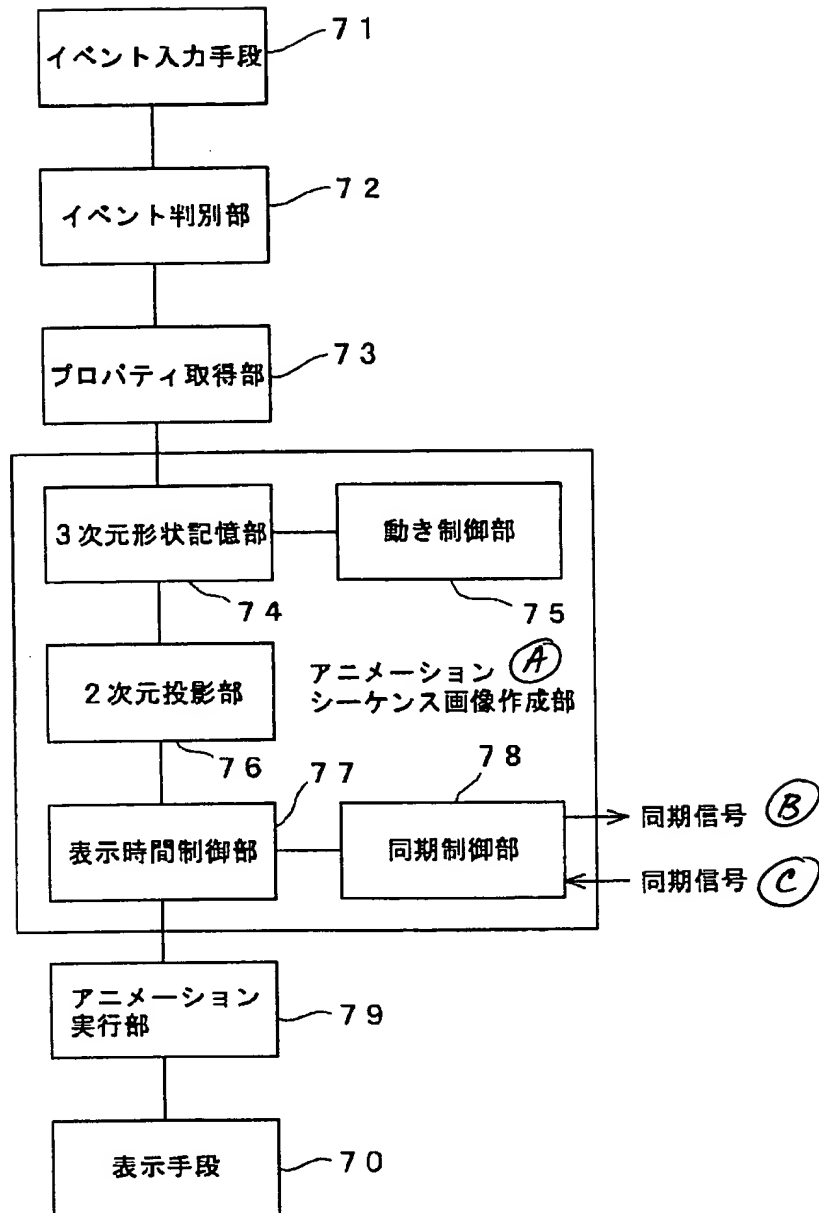 イベント入力手段
71
イベント判別部
72
プロパティ取得部
73
3次元形状記憶部
動き制御部
74
75
アニメーション Ⓐ
シーケンス画像作成部
2次元投影部
76
77
78
表示時間制御部
同期制御部
同期信号 Ⓑ
同期信号 Ⓒ
アニメーション
実行部
79
表示手段
70